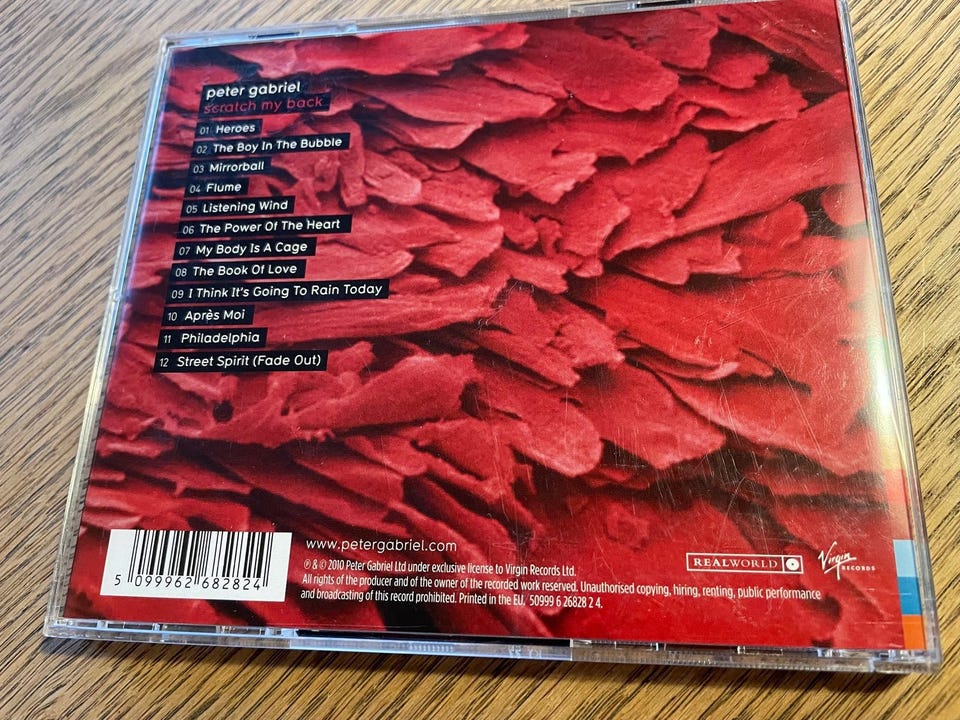 peter gabriel
scratch my back
01 Heroes
02 The Boy In The Bubble
03 Mirrorball
04 Flume
05 Listening Wind
06 The Power Of The Heart
07 My Body Is A Cage
08 The Book Of Love
09 I Think It's Going To Rain Today
10 Après Moi
11 Philadelphia
12 Street Spirit (Fade Out)
5 099962 682824
www.petergabriel.com
℗ & © 2010 Peter Gabriel Ltd under exclusive license to Virgin Records Ltd.
All rights of the producer and of the owner of the recorded work reserved. Unauthorised copying, hiring, renting, public performance
and broadcasting of this record prohibited. Printed in the EU. 50999 6 26828 2 4.
REALWORLD
Virgin
RECORDS